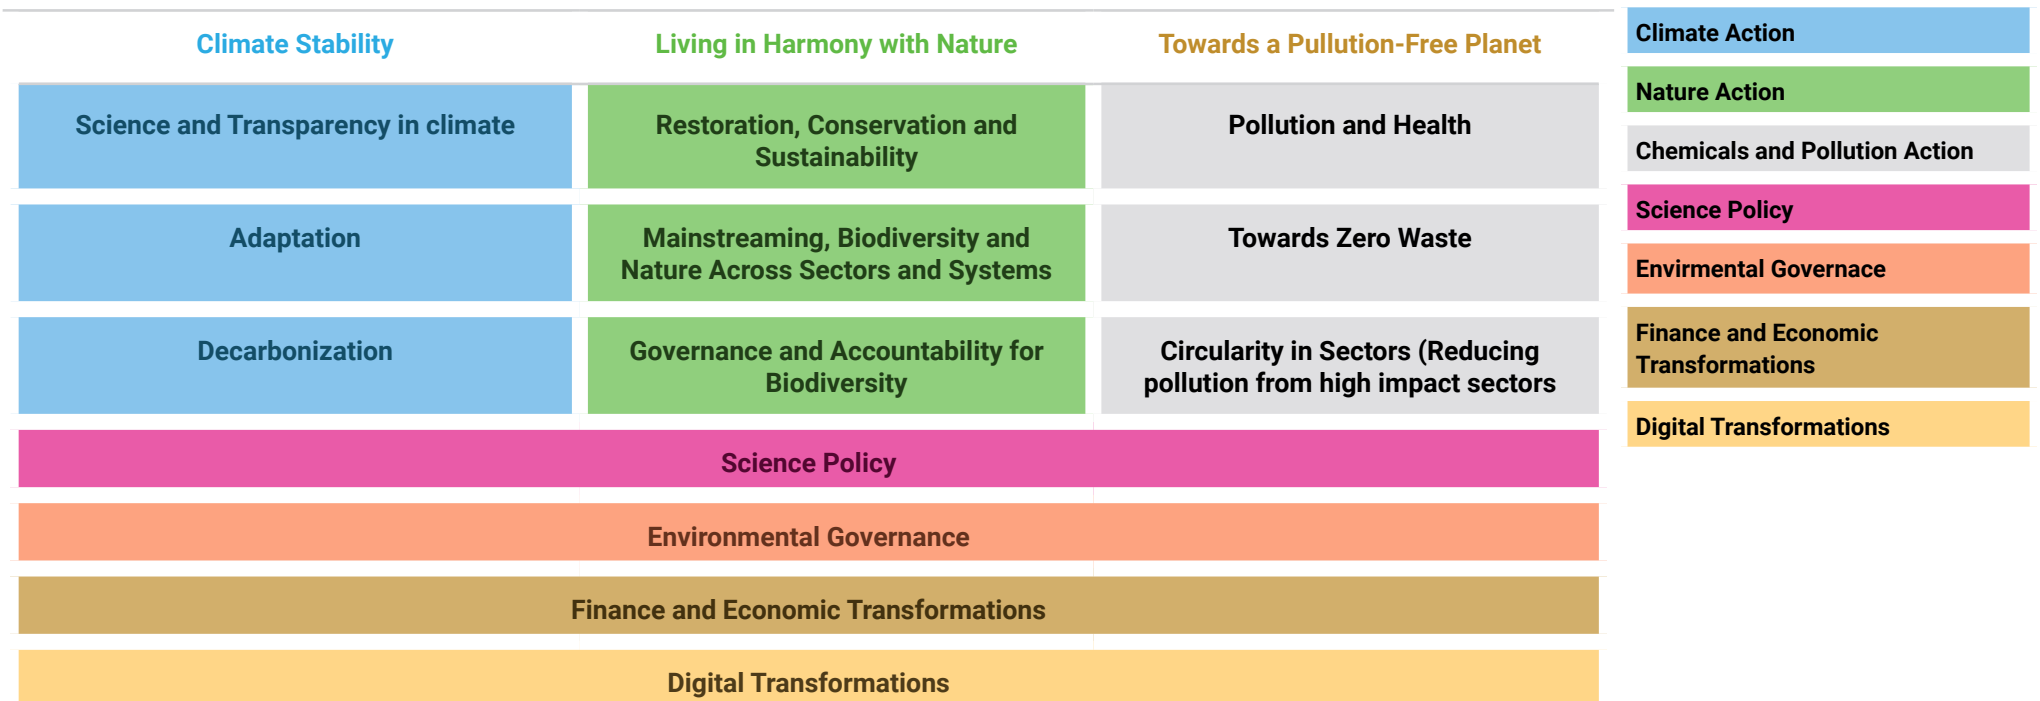 Climate Stability
Living in Harmony with Nature
Towards a Pullution-Free Planet
Science and Transparency in climate
Restoration, Conservation and
Sustainability
Pollution and Health
Adaptation
Mainstreaming, Biodiversity and
Nature Across Sectors and Systems
Towards Zero Waste
Decarbonization
Governance and Accountability for
Biodiversity
Circularity in Sectors (Reducing
pollution from high impact sectors
Science Policy
Environmental Governance
Finance and Economic Transformations
Digital Transformations
Climate Action
Nature Action
Chemicals and Pollution Action
Science Policy
Envirmental Governace
Finance and Economic
Transformations
Digital Transformations